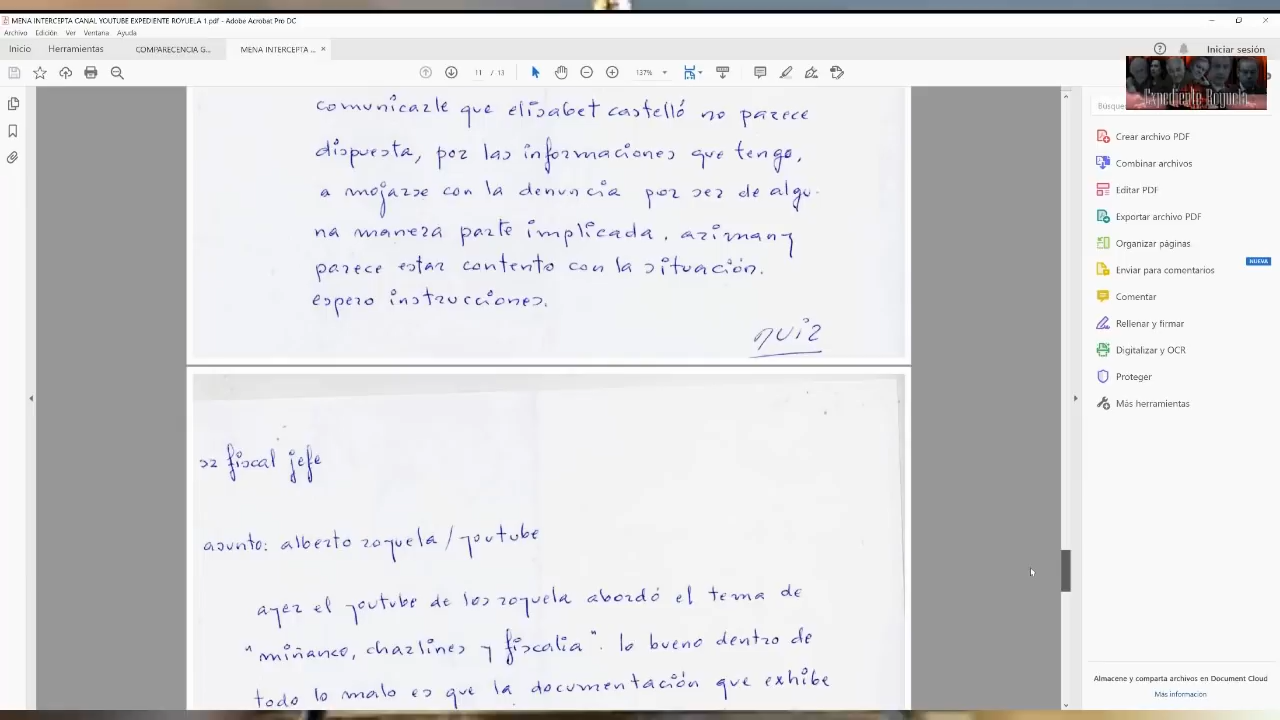 MENA INTERCEPTA CANAL YOUTUBE EXPEDIENTE ROYUELA 1.pdf - Adobe Acrobat Pro DC
Archivo Edición Ver Ventana Ayuda
Inicio Herramientas COMPARECENCIA G... MENA INTERCEPTA ... × Iniciar sesión
11 / 13 137%
Expediente Royuela
Búsque
comunicarle que elisabet castelló no parece
dispuesta, por las informaciones que tengo,
a mojarse con la denuncia por ser de algu-
na manera parte implicada. arimany
parece estar contento con la situación.
espero instrucciones.
ruiz
sr fiscal jefe
asunto: alberto royuela / youtube
ayer el youtube de los royuela abordó el tema de
"miñanco, charlines y fiscalia". lo bueno dentro de
todo lo malo es que la documentación que exhibe
Crear archivo PDF
Combinar archivos
Editar PDF
Exportar archivo PDF
Organizar páginas
Enviar para comentarios
NUEVA
Comentar
Rellenar y firmar
Digitalizar y OCR
Proteger
Más herramientas
Almacene y comparta archivos en Document Cloud
Más información